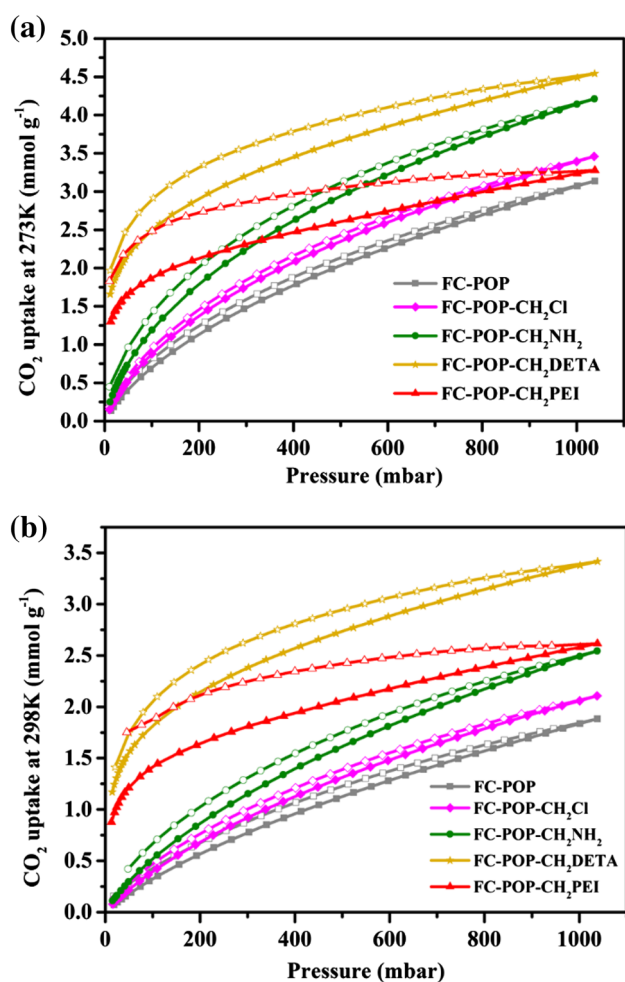 (a)
CO₂ uptake at 273K (mmol g⁻¹)
5.0
4.5
4.0
3.5
3.0
2.5
2.0
1.5
1.0
0.5
0.0
FC-POP
FC-POP-CH₂Cl
FC-POP-CH₂NH₂
FC-POP-CH₂DETA
FC-POP-CH₂PEI
0 200 400 600 800 1000
Pressure (mbar)
(b)
CO₂ uptake at 298K (mmol g⁻¹)
3.5
3.0
2.5
2.0
1.5
1.0
0.5
0.0
FC-POP
FC-POP-CH₂Cl
FC-POP-CH₂NH₂
FC-POP-CH₂DETA
FC-POP-CH₂PEI
0 200 400 600 800 1000
Pressure (mbar)